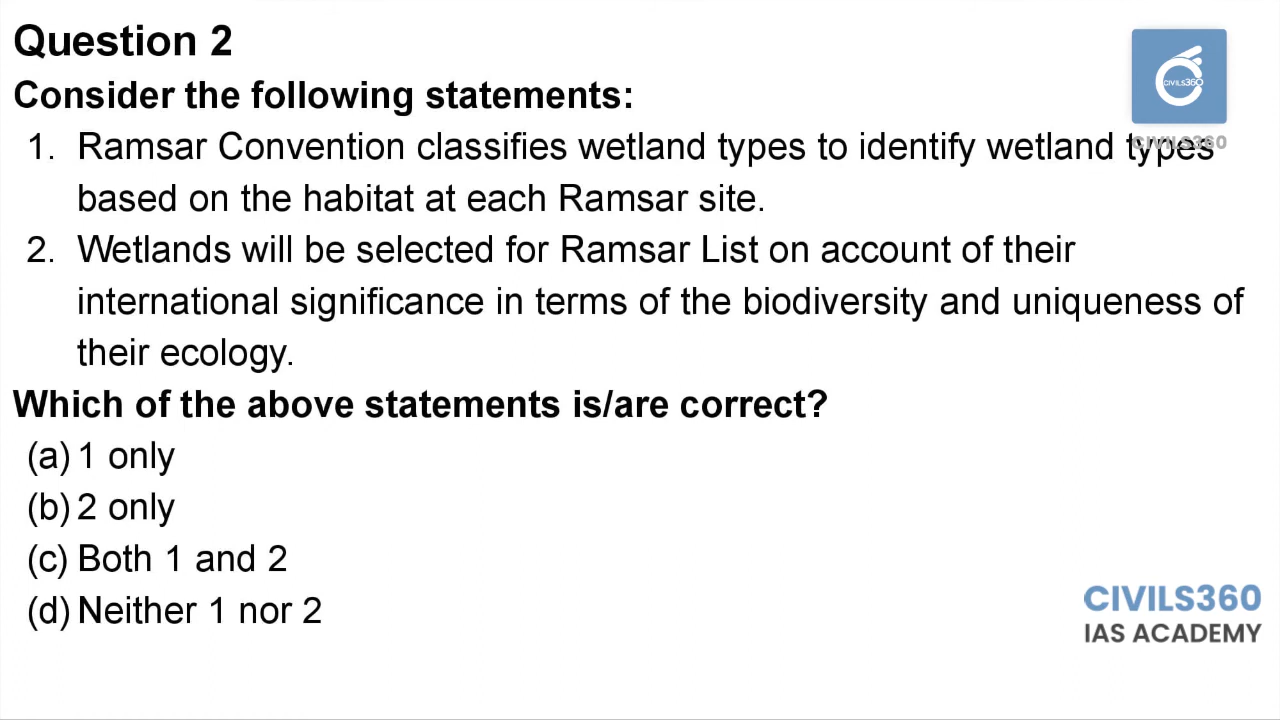 Question 2
Consider the following statements:
1. Ramsar Convention classifies wetland types to identify wetland types
based on the habitat at each Ramsar site.
2. Wetlands will be selected for Ramsar List on account of their
international significance in terms of the biodiversity and uniqueness of
their ecology.
Which of the above statements is/are correct?
(a) 1 only
(b) 2 only
(c) Both 1 and 2
(d) Neither 1 nor 2
CIVILS360
CIVILS360
CIVILS360
IAS ACADEMY